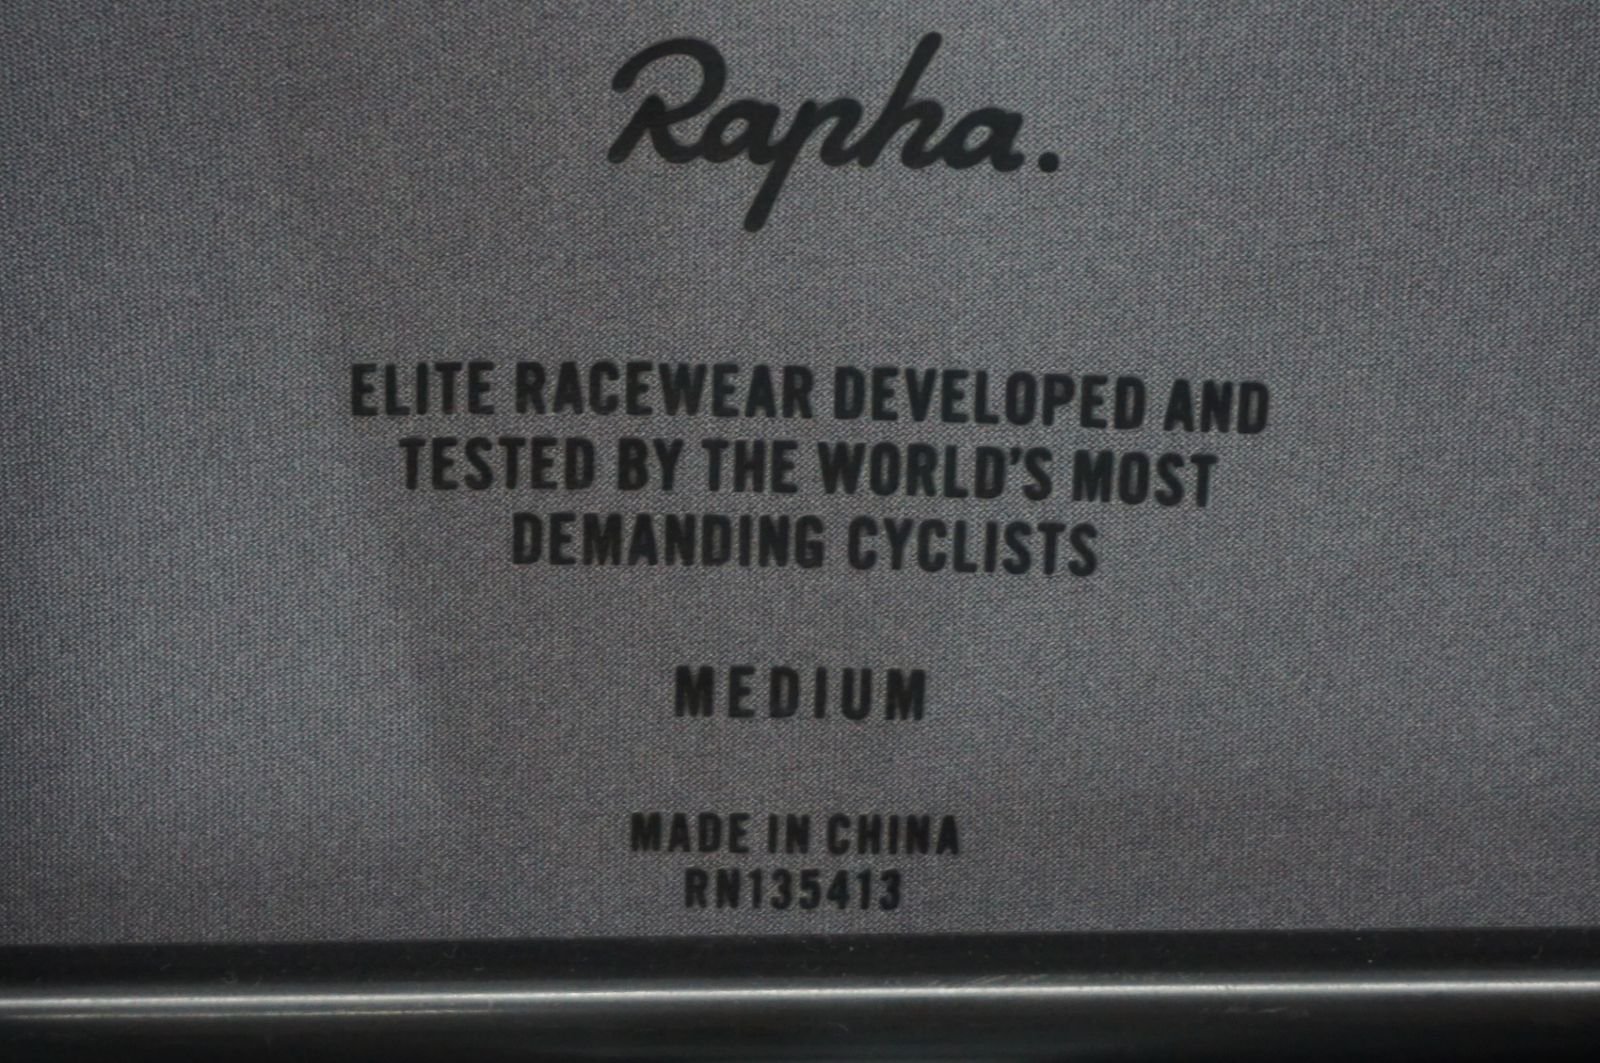 Rapha.
ELITE RACEWEAR DEVELOPED AND
TESTED BY THE WORLD'S MOST
DEMANDING CYCLISTS
MEDIUM
MADE IN CHINA
RN135413